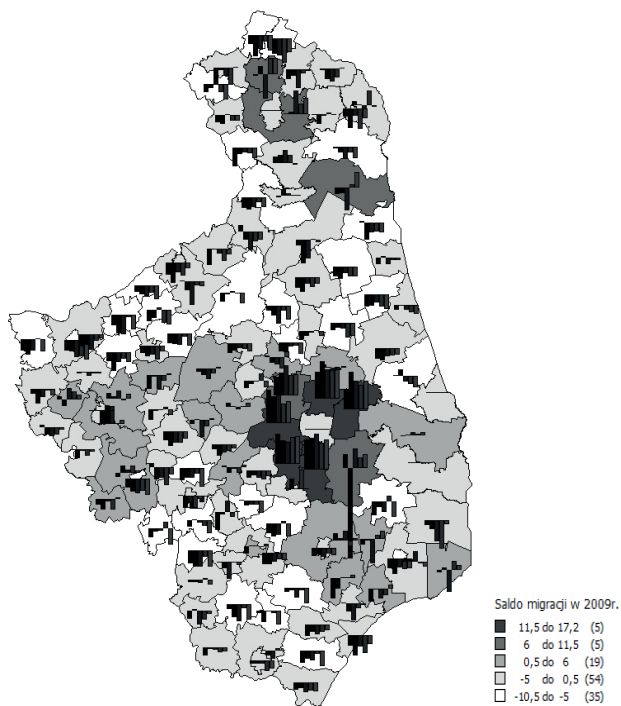 Saldo migracji w 2009r.
11,5 do 17,2 (5)
6 do 11,5 (5)
0,5 do 6 (19)
-5 do 0,5 (54)
-10,5 do -5 (35)